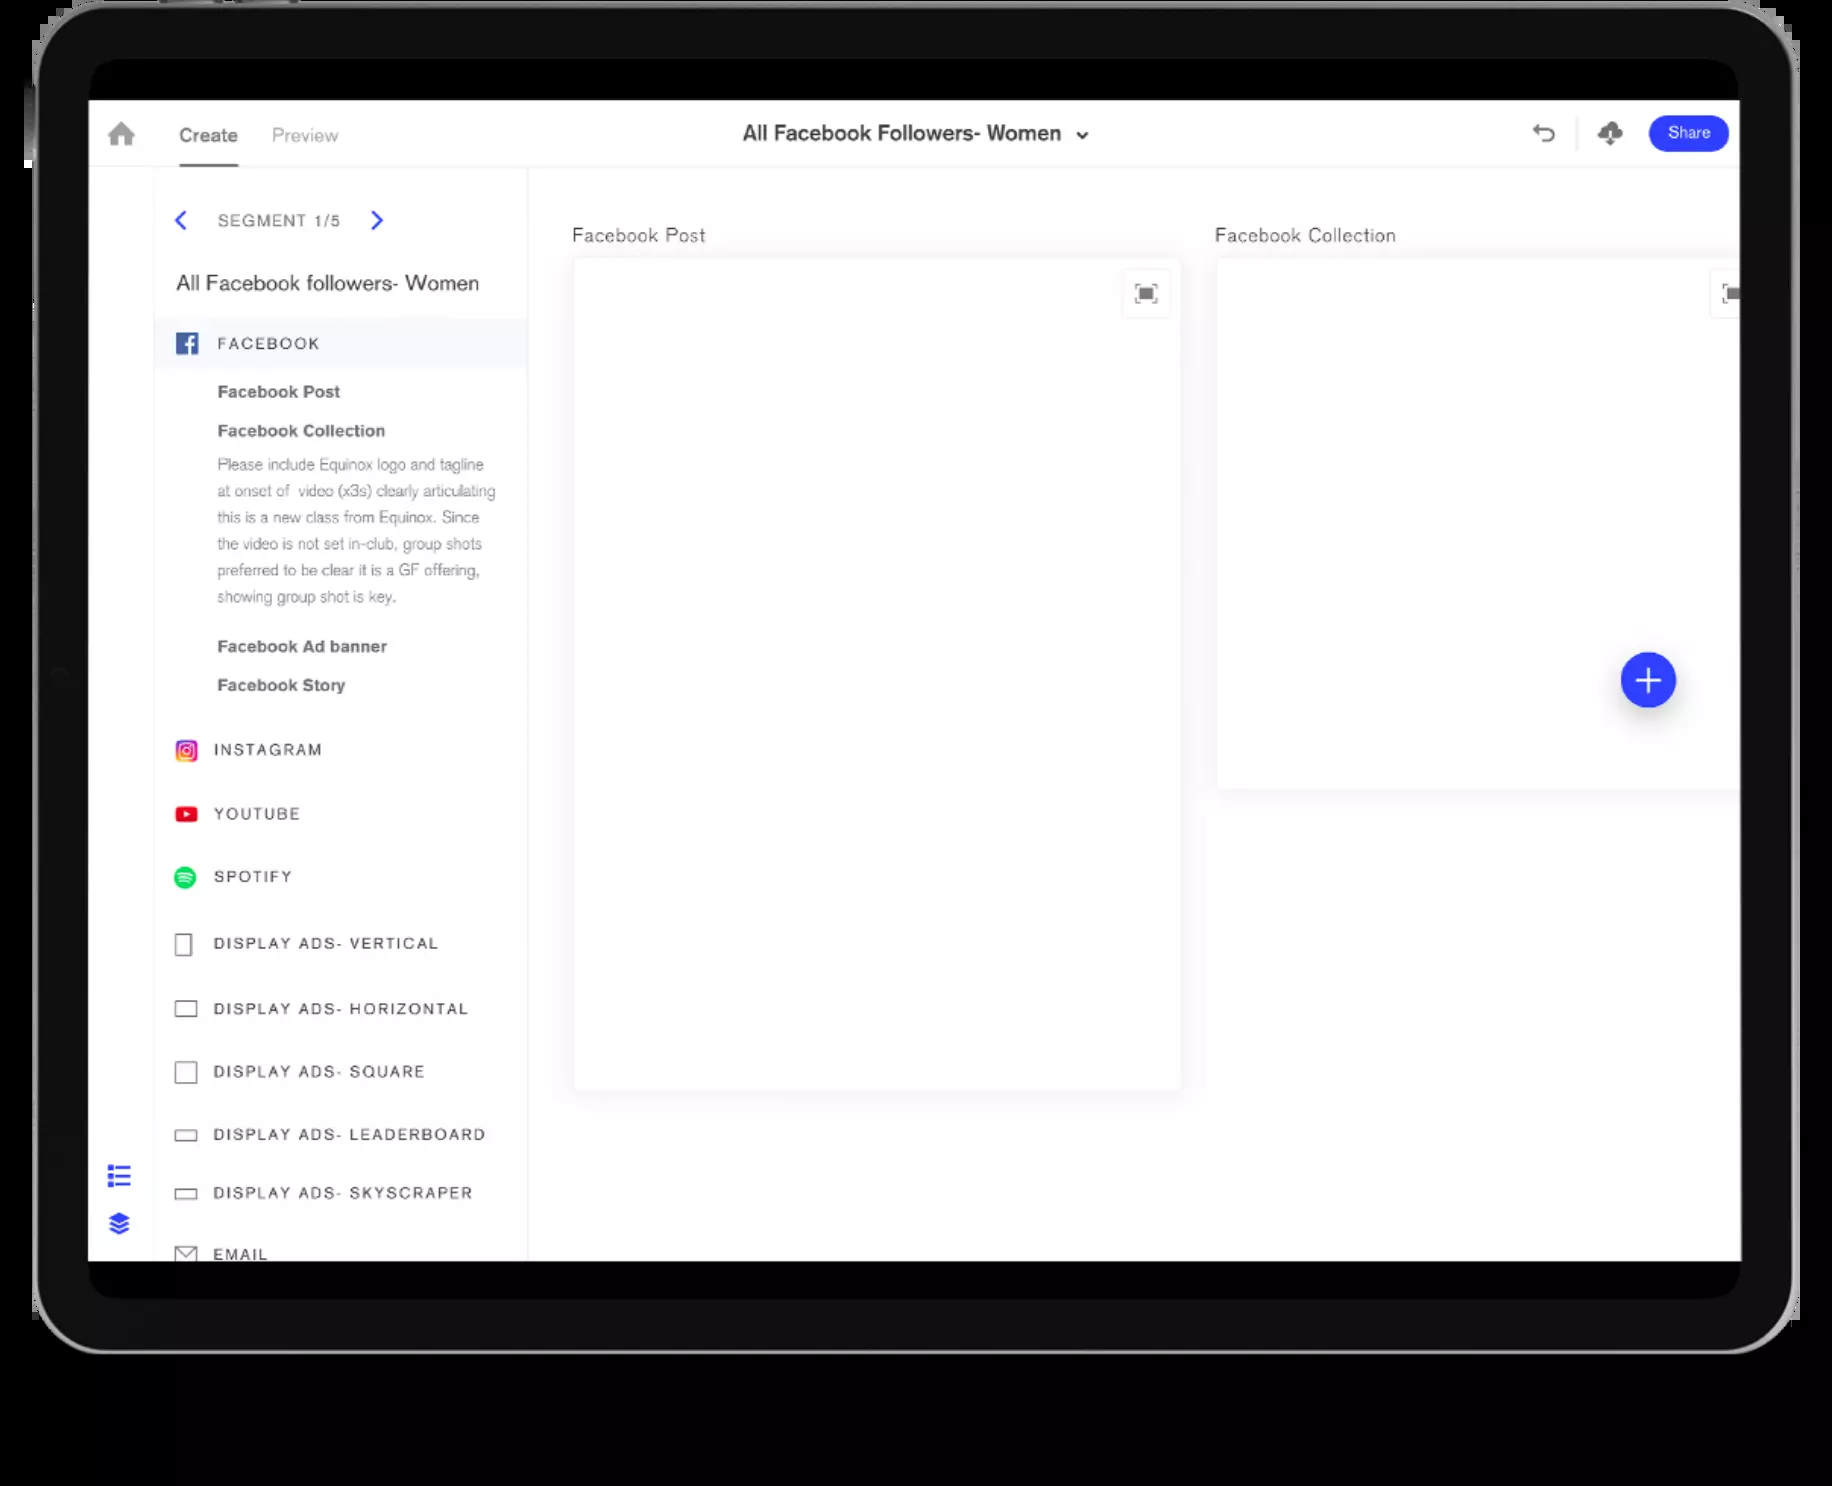 Create
Preview
All Facebook Followers- Women
Share
SEGMENT 1/5
All Facebook followers- Women
FACEBOOK
Facebook Post
Facebook Collection
Please include Equinox logo and tagline
at onset of video (x3s) clearly articulating
this is a new class from Equinox. Since
the video is not set in-club, group shots
preferred to be clear it is a GF offering,
showing group shot is key.
Facebook Ad banner
Facebook Story
INSTAGRAM
YOUTUBE
SPOTIFY
DISPLAY ADS- VERTICAL
DISPLAY ADS- HORIZONTAL
DISPLAY ADS- SQUARE
DISPLAY ADS- LEADERBOARD
DISPLAY ADS- SKYSCRAPER
EMAIL
Facebook Post
Facebook Collection